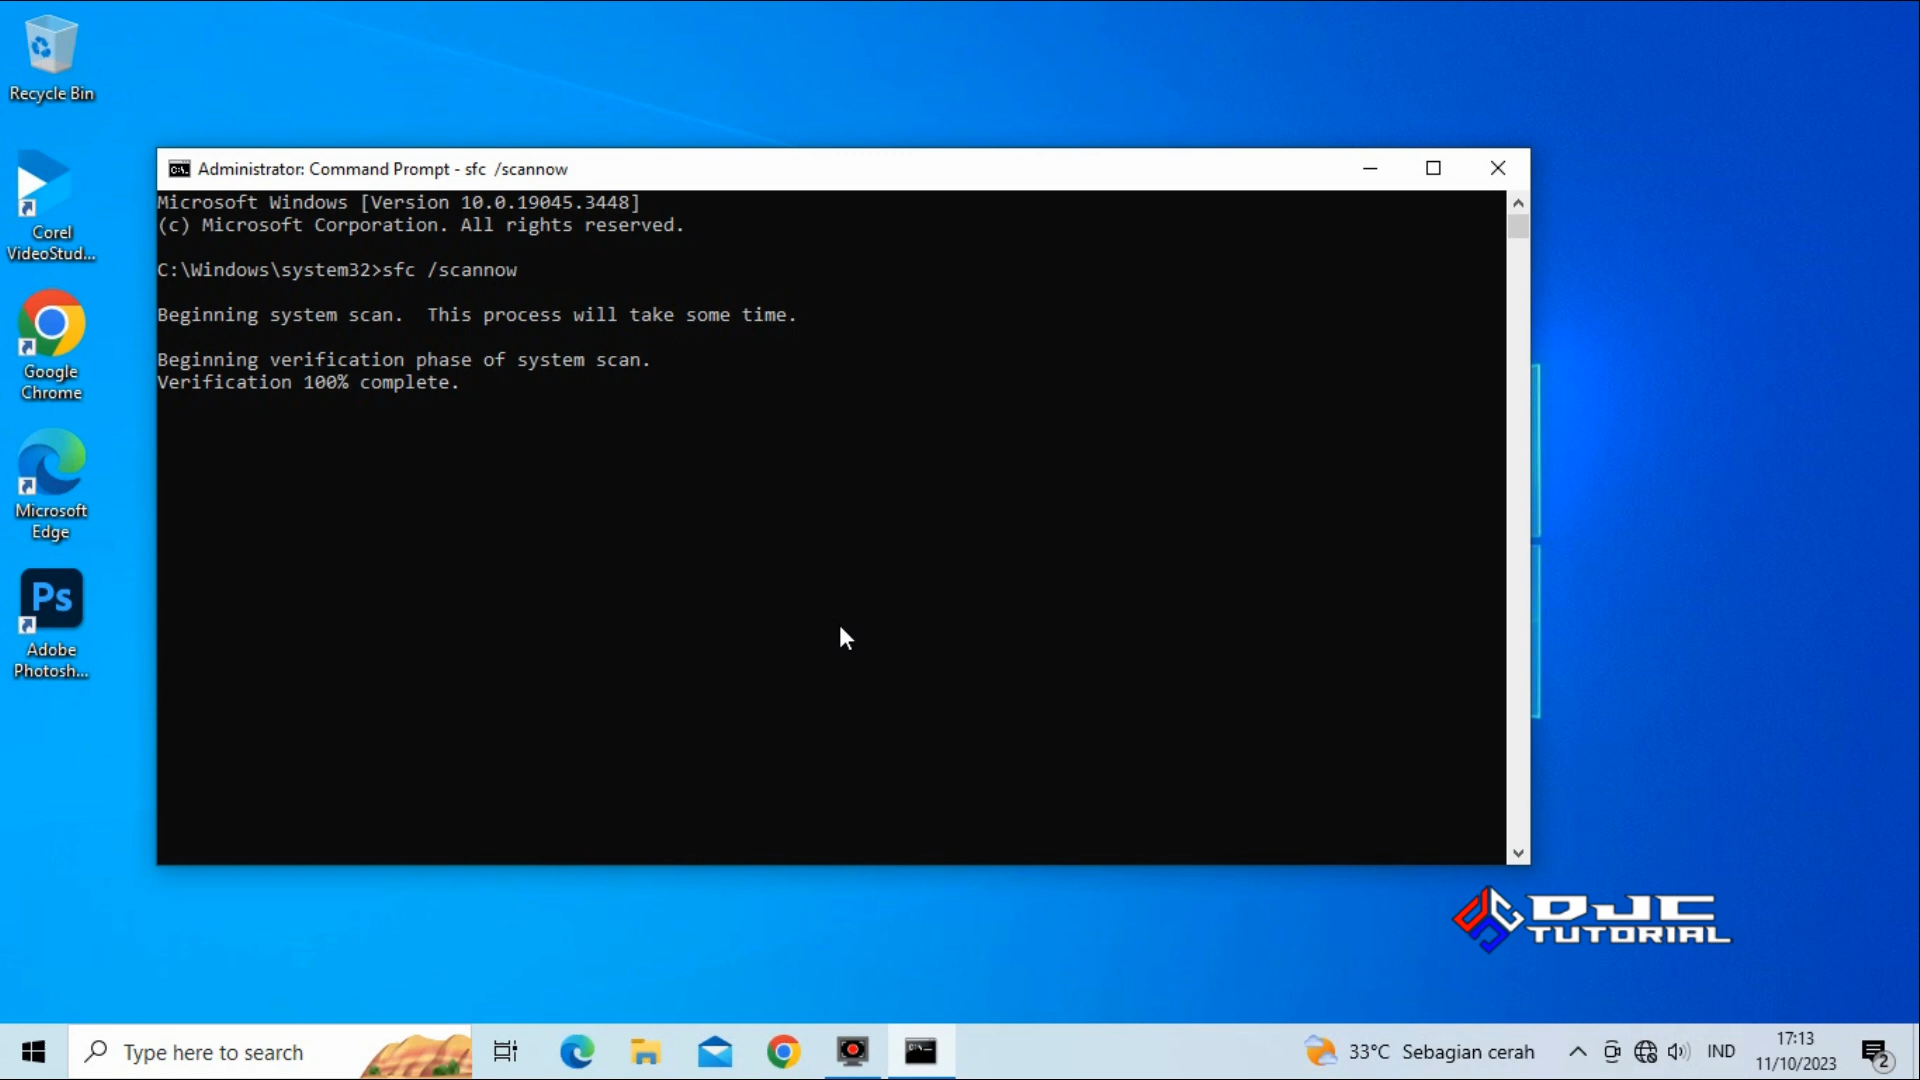 Recycle Bin
Corel
VideoStud...
Google
Chrome
Microsoft
Edge
Ps
Adobe
Photosh...
Administrator: Command Prompt - sfc  /scannow
Microsoft Windows [Version 10.0.19045.3448]
(c) Microsoft Corporation. All rights reserved.
C:\Windows\system32>sfc /scannow
Beginning system scan.  This process will take some time.
Beginning verification phase of system scan.
Verification 100% complete.
DJC
TUTORIAL
Type here to search
33°C Sebagian cerah
IND
17:13
11/10/2023
2